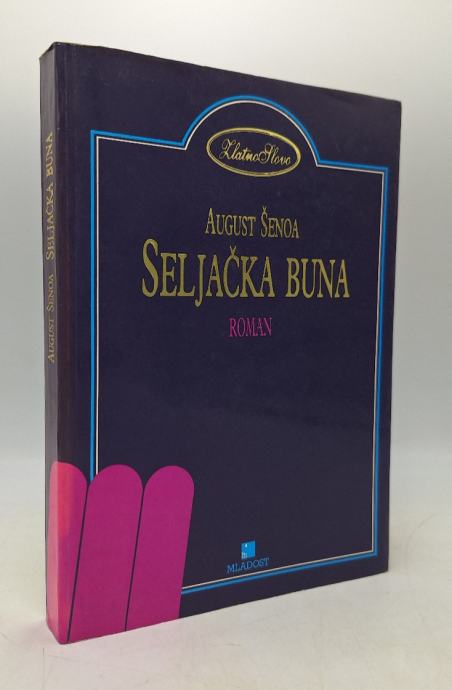 Zlatno Slovo
AUGUST ŠENOA
SELJAČKA BUNA
ROMAN
MLADOST
AUGUST ŠENOA SELJAČKA BUNA